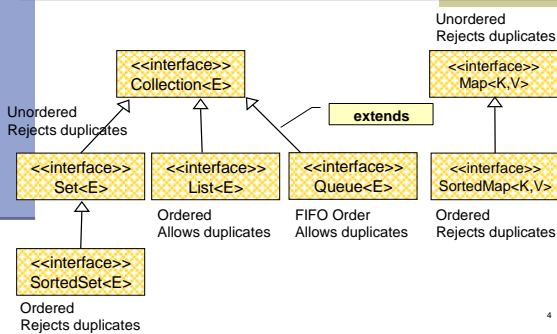 Unordered
Rejects duplicates
<<interface>>
Collection<E>
<<interface>>
Map<K,V>
extends
Unordered
Rejects duplicates
<<interface>>
Set<E>
<<interface>>
List<E>
<<interface>>
Queue<E>
<<interface>>
SortedMap<K,V>
Ordered
Allows duplicates
FIFO Order
Allows duplicates
Ordered
Rejects duplicates
<<interface>>
SortedSet<E>
Ordered
Rejects duplicates
4